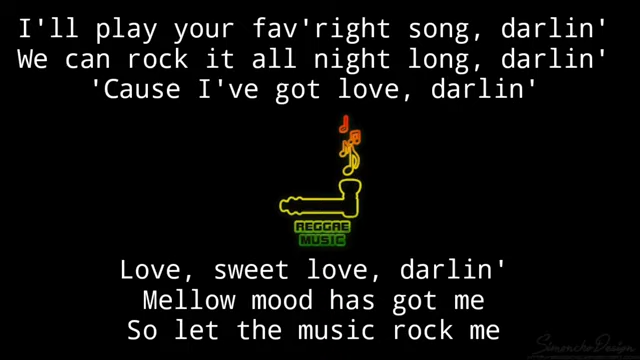 I'll play your fav'right song, darlin'
We can rock it all night long, darlin'
'Cause I've got love, darlin'
REGGAE
MUSIC
Love, sweet love, darlin'
Mellow mood has got me
So let the music rock me
SimonckoDesign